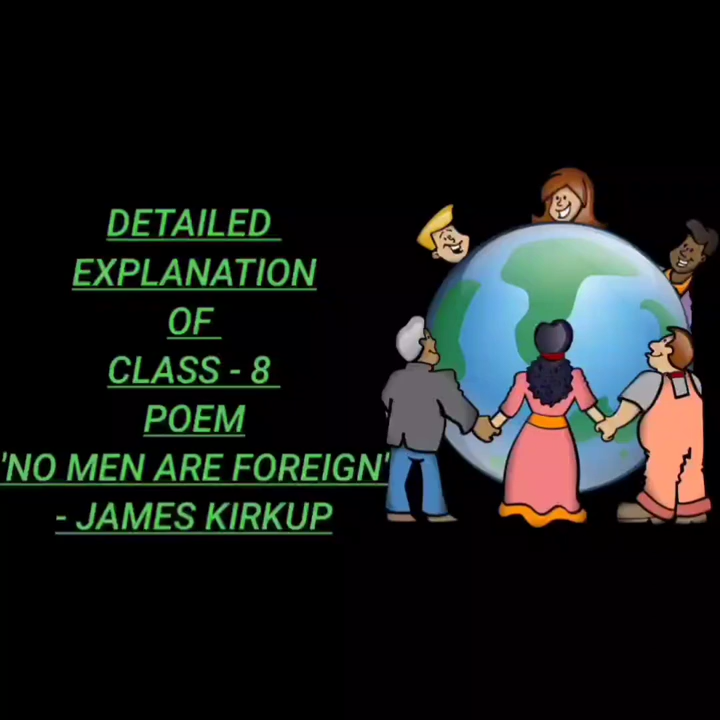 DETAILED
EXPLANATION
OF
CLASS - 8
POEM
'NO MEN ARE FOREIGN'
- JAMES KIRKUP